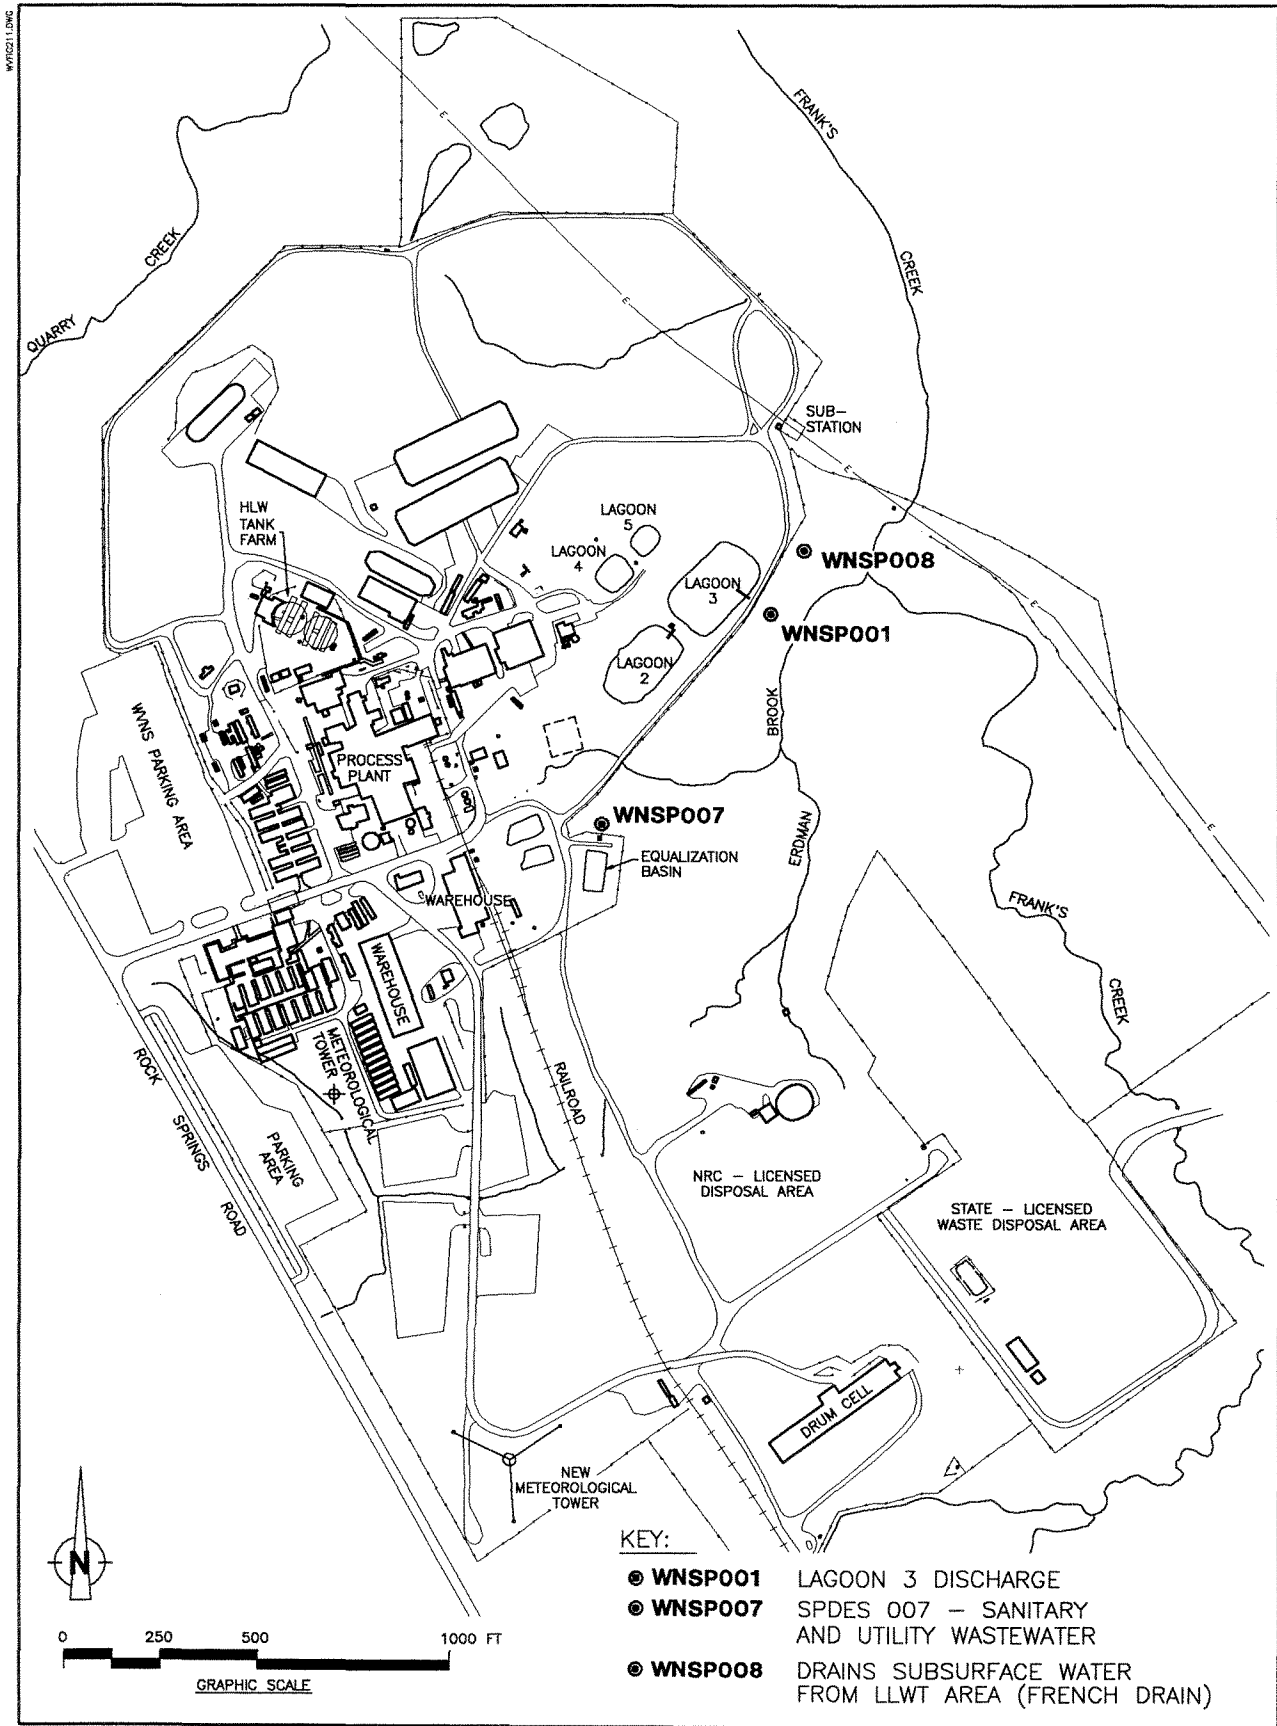 WVFIG211.DWG
FRANK'S
CREEK
CREEK
QUARRY
E
E
SUB-
STATION
E
HLW
TANK
FARM
LAGOON
5
LAGOON
4
LAGOON
3
WNSP008
E
WNSP001
LAGOON
2
WVNS PARKING AREA
BROOK
PROCESS
PLANT
WNSP007
ERDMAN
E
EQUALIZATION
BASIN
WAREHOUSE
FRANK'S
CREEK
WAREHOUSE
METEOROLOGICAL
TOWER
ROCK
SPRINGS
ROAD
RAILROAD
PARKING
AREA
NRC - LICENSED
DISPOSAL AREA
STATE - LICENSED
WASTE DISPOSAL AREA
DRUM CELL
NEW
METEOROLOGICAL
TOWER
N
KEY:
WNSP001 LAGOON 3 DISCHARGE
WNSP007 SPDES 007 - SANITARY
AND UTILITY WASTEWATER
WNSP008 DRAINS SUBSURFACE WATER
FROM LLWT AREA (FRENCH DRAIN)
0 250 500 1000 FT
GRAPHIC SCALE